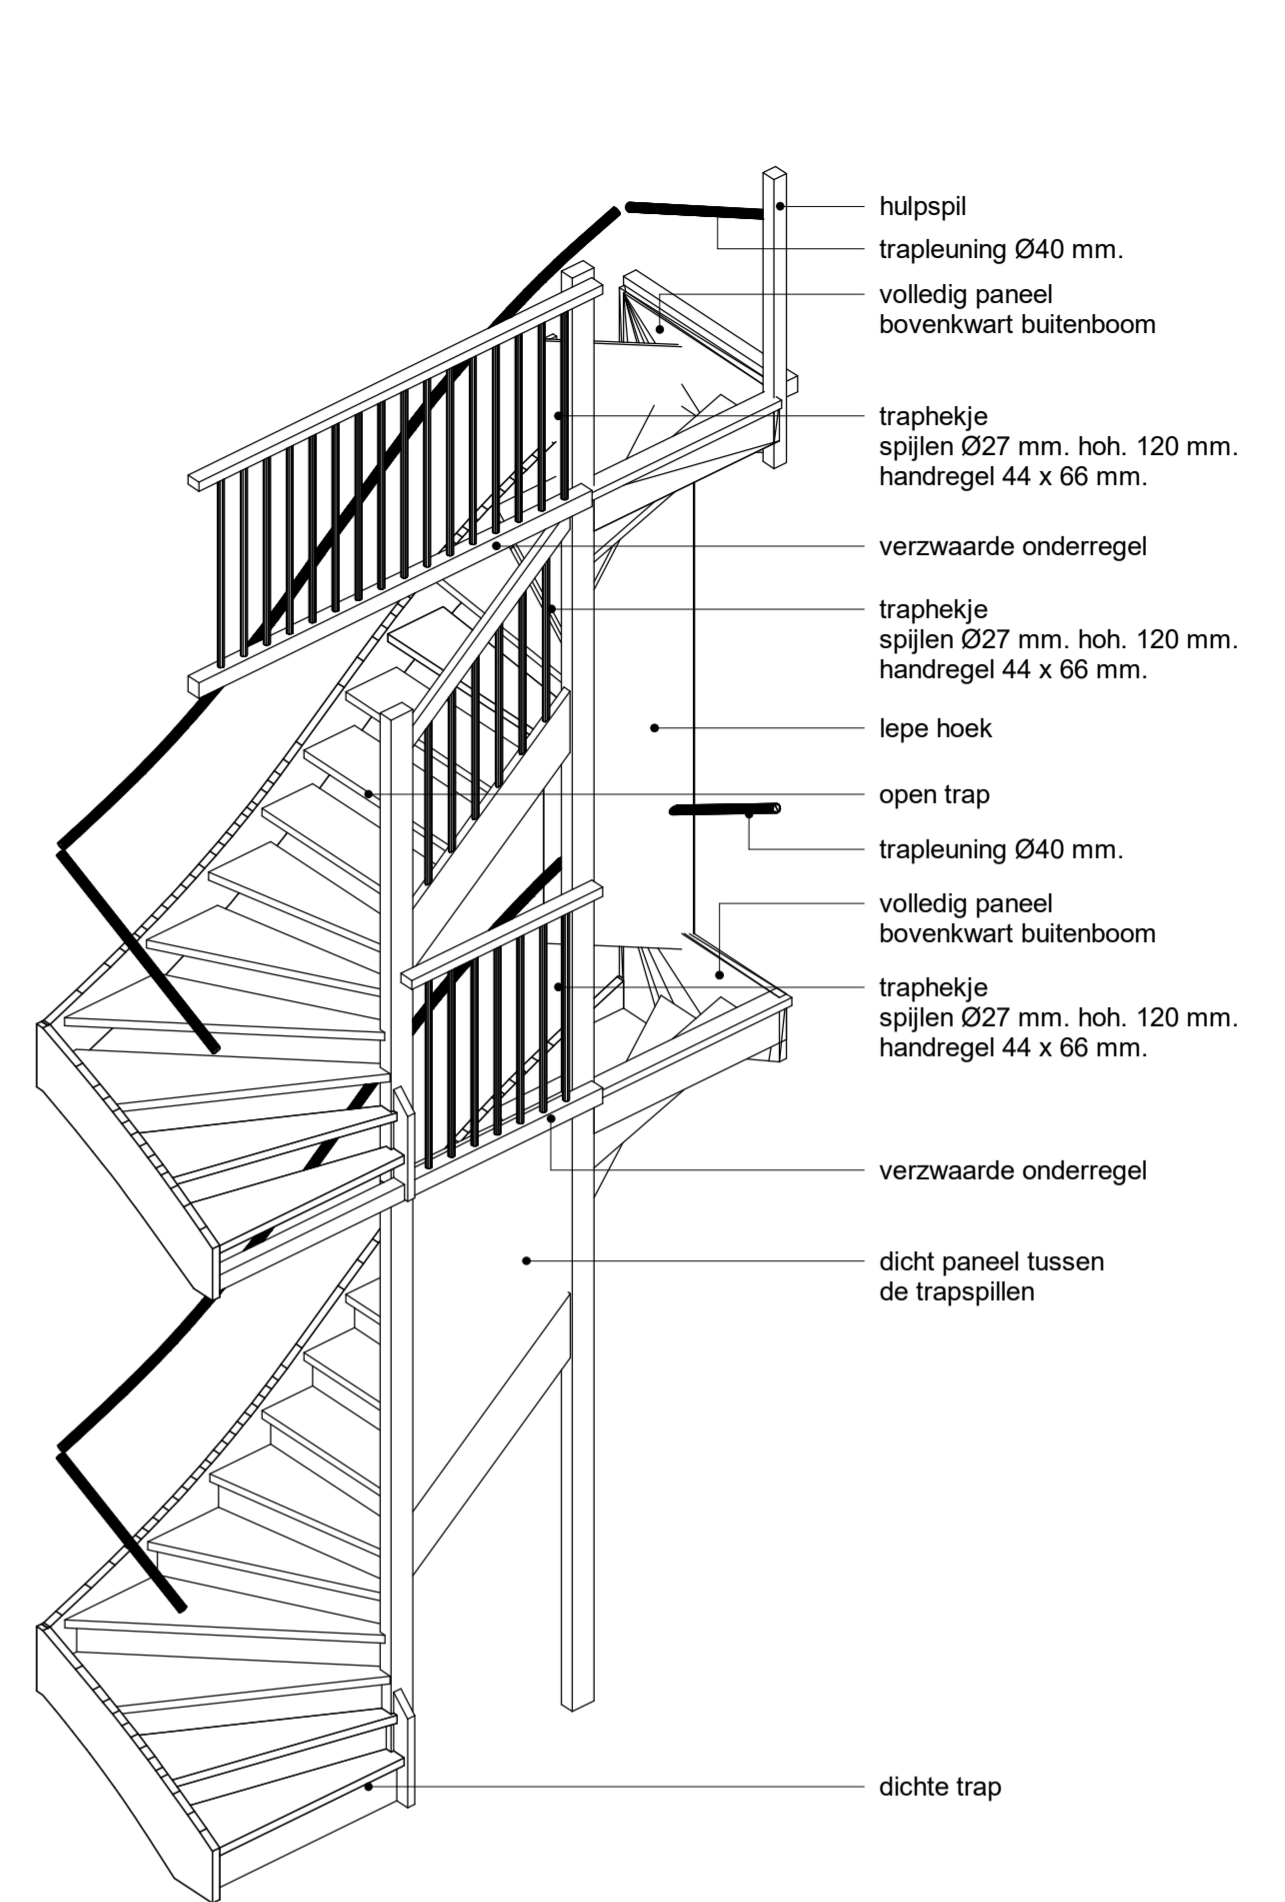 hulpspil
trapleuning Ø40 mm.
volledig paneel
bovenkwart buitenboom
traphekje
spijlen Ø27 mm. hoh. 120 mm.
handregel 44 x 66 mm.
verzwaarde onderregel
traphekje
spijlen Ø27 mm. hoh. 120 mm.
handregel 44 x 66 mm.
lepe hoek
open trap
trapleuning Ø40 mm.
volledig paneel
bovenkwart buitenboom
traphekje
spijlen Ø27 mm. hoh. 120 mm.
handregel 44 x 66 mm.
verzwaarde onderregel
dicht paneel tussen
de trapspillen
dichte trap